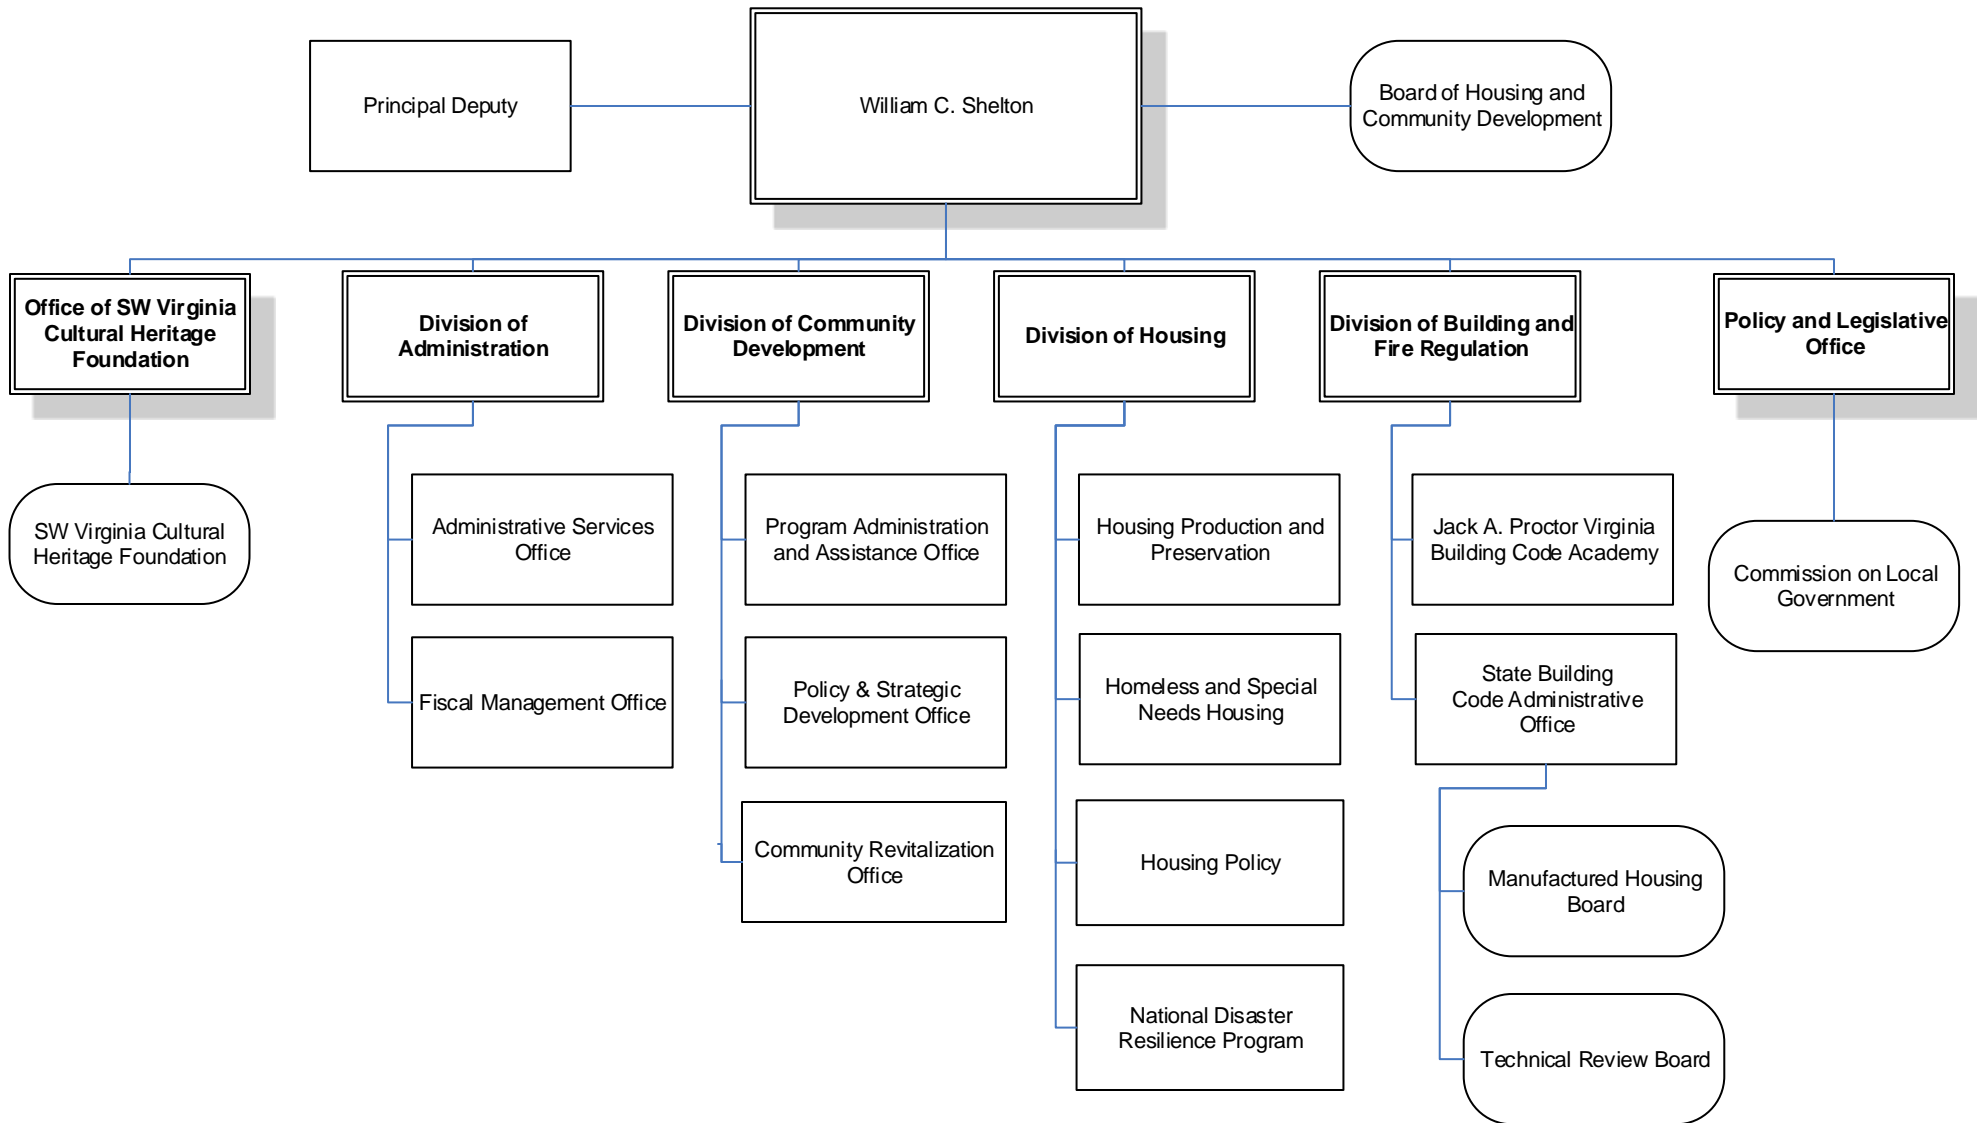 Principal Deputy
William C. Shelton
Board of Housing and
Community Development
Office of SW Virginia
Cultural Heritage
Foundation
Division of
Administration
Division of Community
Development
Division of Housing
Division of Building and
Fire Regulation
Policy and Legislative
Office
SW Virginia Cultural
Heritage Foundation
Administrative Services
Office
Fiscal Management Office
Program Administration
and Assistance Office
Policy & Strategic
Development Office
Community Revitalization
Office
Housing Production and
Preservation
Homeless and Special
Needs Housing
Housing Policy
National Disaster
Resilience Program
Jack A. Proctor Virginia
Building Code Academy
State Building
Code Administrative
Office
Manufactured Housing
Board
Technical Review Board
Commission on Local
Government